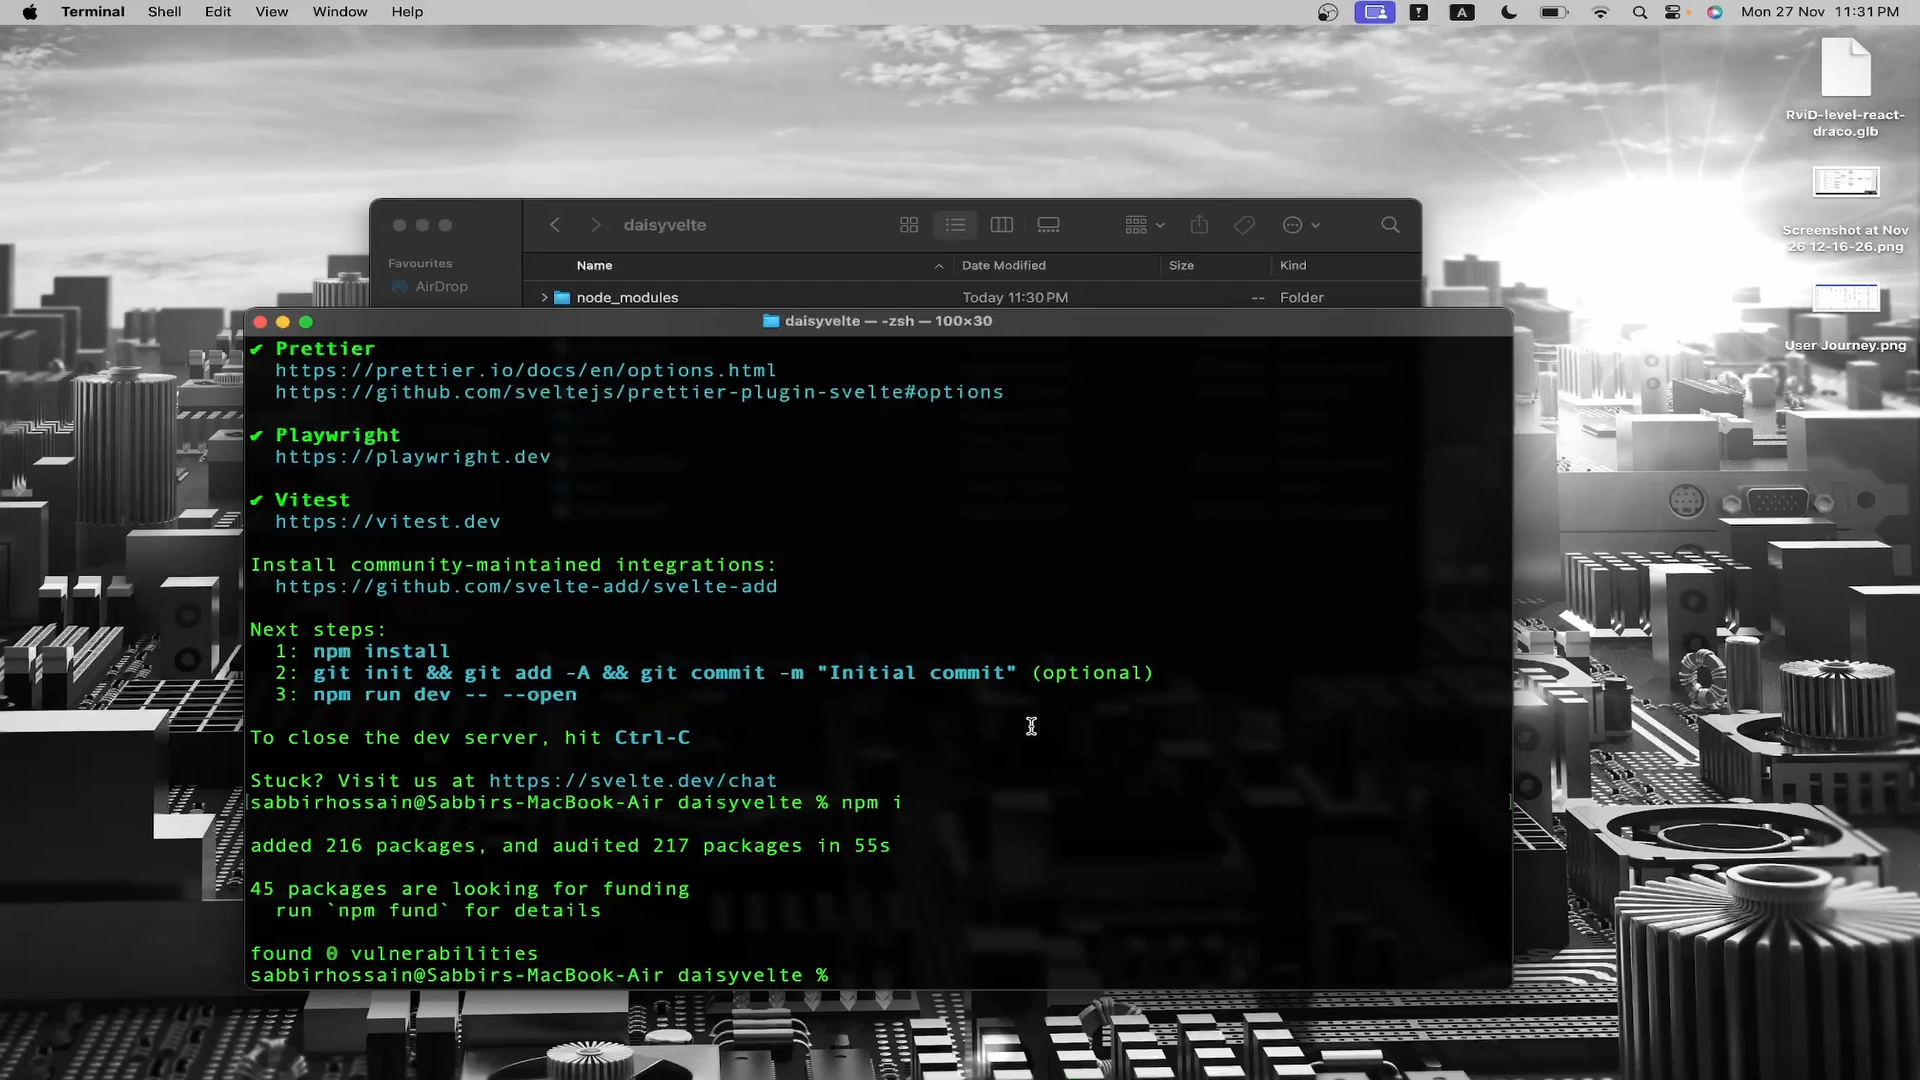 Terminal Shell Edit View Window Help
A
Mon 27 Nov 11:31 PM
RviD-level-react-
draco.glb
Screenshot at Nov
26 12-16-26.png
User Journey.png
daisyvelte
Favourites
AirDrop
Name Date Modified Size Kind
node_modules Today 11:30 PM -- Folder
daisyvelte — -zsh — 100×30
✔ Prettier
https://prettier.io/docs/en/options.html
https://github.com/sveltejs/prettier-plugin-svelte#options
✔ Playwright
https://playwright.dev
✔ Vitest
https://vitest.dev
Install community-maintained integrations:
https://github.com/svelte-add/svelte-add
Next steps:
1: npm install
2: git init && git add -A && git commit -m "Initial commit" (optional)
3: npm run dev -- --open
To close the dev server, hit Ctrl-C
Stuck? Visit us at https://svelte.dev/chat
[sabbirhossain@Sabbirs-MacBook-Air daisyvelte % npm i ]
added 216 packages, and audited 217 packages in 55s
45 packages are looking for funding
run `npm fund` for details
found 0 vulnerabilities
sabbirhossain@Sabbirs-MacBook-Air daisyvelte %